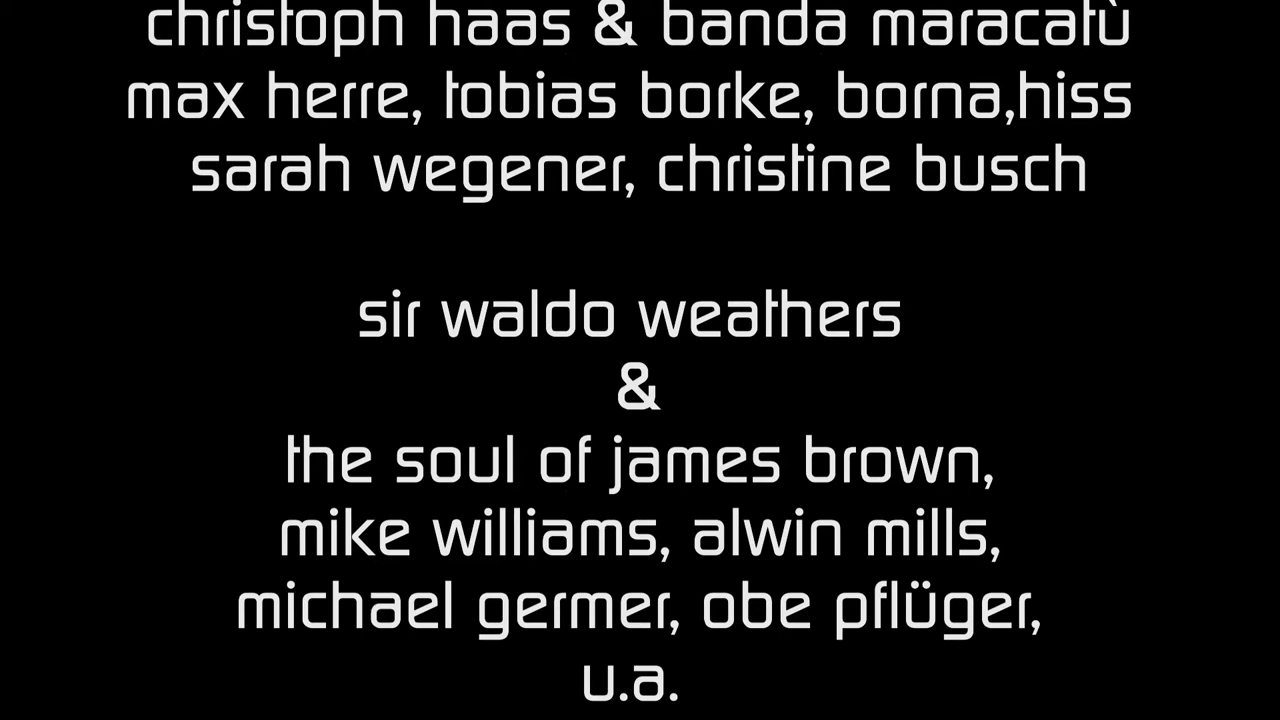 christoph haas & banda maracatù
max herre, tobias borke, borna,hiss
sarah wegener, christine busch
sir waldo weathers
&
the soul of james brown,
mike williams, alwin mills,
michael germer, obe pflüger,
u.a.